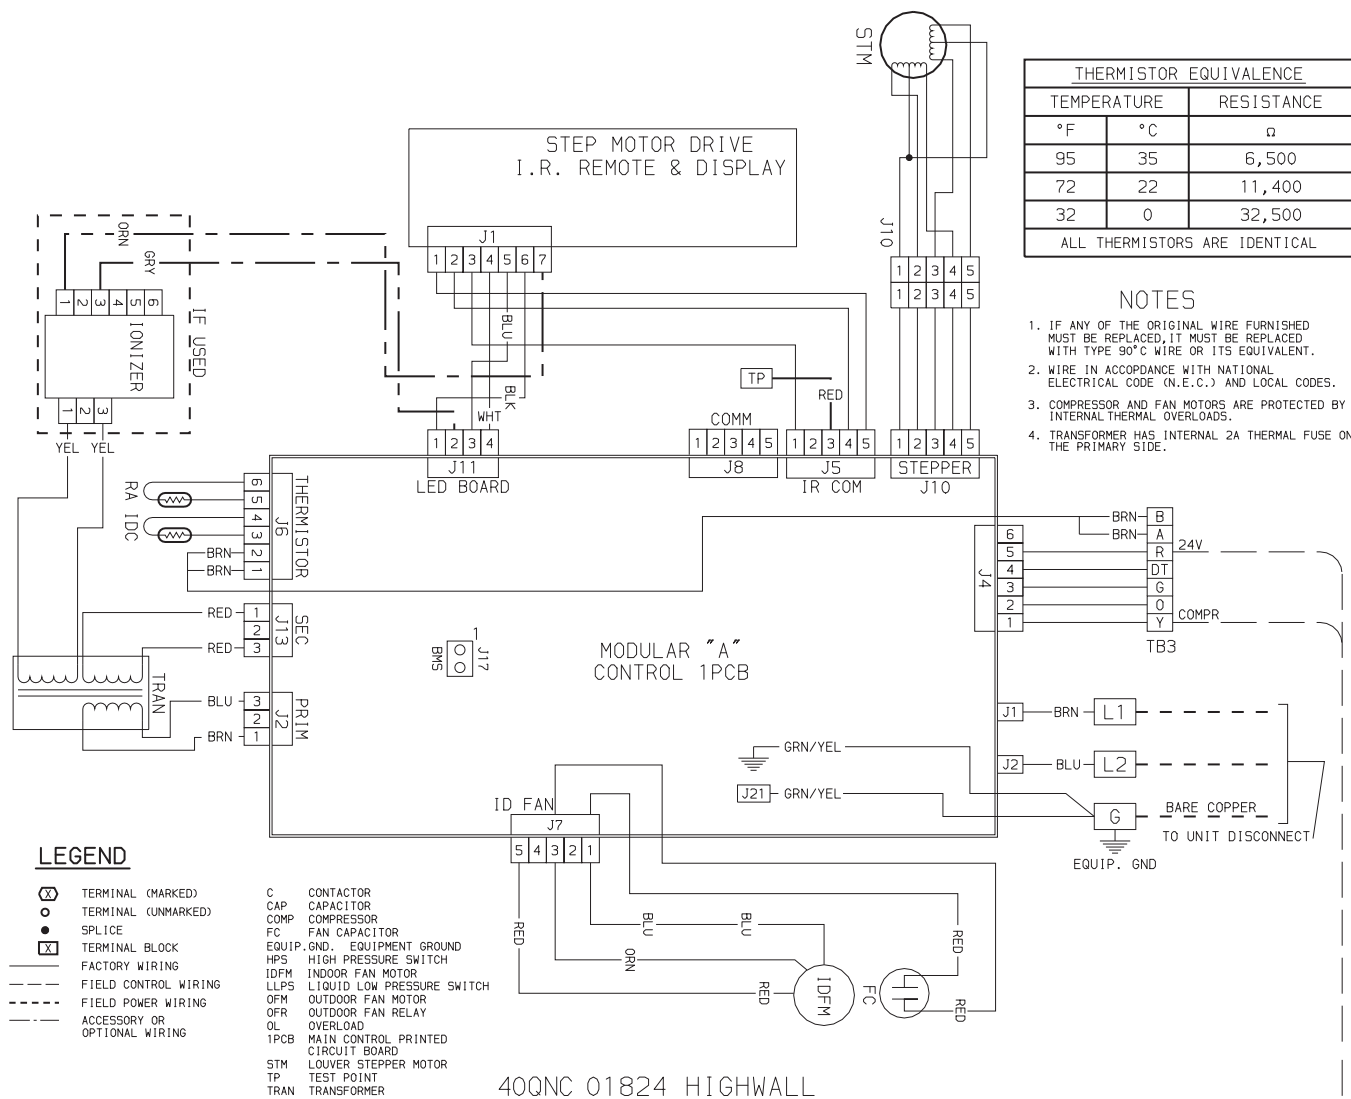 STM
THERMISTOR EQUIVALENCE
TEMPERATURE RESISTANCE
°F °C Ω
95 35 6,500
72 22 11,400
32 0 32,500
ALL THERMISTORS ARE IDENTICAL
STEP MOTOR DRIVE
I.R. REMOTE & DISPLAY
J1
1 2 3 4 5 6 7
J10
1 2 3 4 5
1 2 3 4 5
ORN
GRY
1 2 3 4 5 6
IONIZER
IF USED
1 2 3
YEL YEL
BLU
BLK
WHT
TP
RED
NOTES
1. IF ANY OF THE ORIGINAL WIRE FURNISHED
MUST BE REPLACED, IT MUST BE REPLACED
WITH TYPE 90°C WIRE OR ITS EQUIVALENT.
2. WIRE IN ACCOPDANCE WITH NATIONAL
ELECTRICAL CODE (N.E.C.) AND LOCAL CODES.
3. COMPRESSOR AND FAN MOTORS ARE PROTECTED BY
INTERNAL THERMAL OVERLOADS.
4. TRANSFORMER HAS INTERNAL 2A THERMAL FUSE ON
THE PRIMARY SIDE.
1 2 3 4
J11
LED BOARD
COMM
1 2 3 4 5
J8
1 2 3 4 5
J5
IR COM
1 2 3 4 5
STEPPER
J10
RA IDC
6
5
4
3
2
1
J6
THERMISTOR
BRN
BRN
RED
RED
1
2
3
J13
SEC
TRAN
BLU
BRN
3
2
1
J2
PRIM
1
J17
BMS
MODULAR "A"
CONTROL 1PCB
J4
6
5
4
3
2
1
BRN B
BRN A
R 24V
DT
G
O
Y COMPR
TB3
J1 BRN L1
J2 BLU L2
GRN/YEL
J21 GRN/YEL
G BARE COPPER
TO UNIT DISCONNECT
EQUIP. GND
ID FAN
J7
5 4 3 2 1
RED
ORN
BLU
BLU
RED
IDFM
FC
RED
RED
LEGEND
X TERMINAL (MARKED)
TERMINAL (UNMARKED)
SPLICE
X TERMINAL BLOCK
FACTORY WIRING
FIELD CONTROL WIRING
FIELD POWER WIRING
ACCESSORY OR
OPTIONAL WIRING
C CONTACTOR
CAP CAPACITOR
COMP COMPRESSOR
FC FAN CAPACITOR
EQUIP.GND. EQUIPMENT GROUND
HPS HIGH PRESSURE SWITCH
IDFM INDOOR FAN MOTOR
LLPS LIQUID LOW PRESSURE SWITCH
OFM OUTDOOR FAN MOTOR
OFR OUTDOOR FAN RELAY
OL OVERLOAD
1PCB MAIN CONTROL PRINTED
CIRCUIT BOARD
STM LOUVER STEPPER MOTOR
TP TEST POINT
TRAN TRANSFORMER
40QNC 01824 HIGHWALL